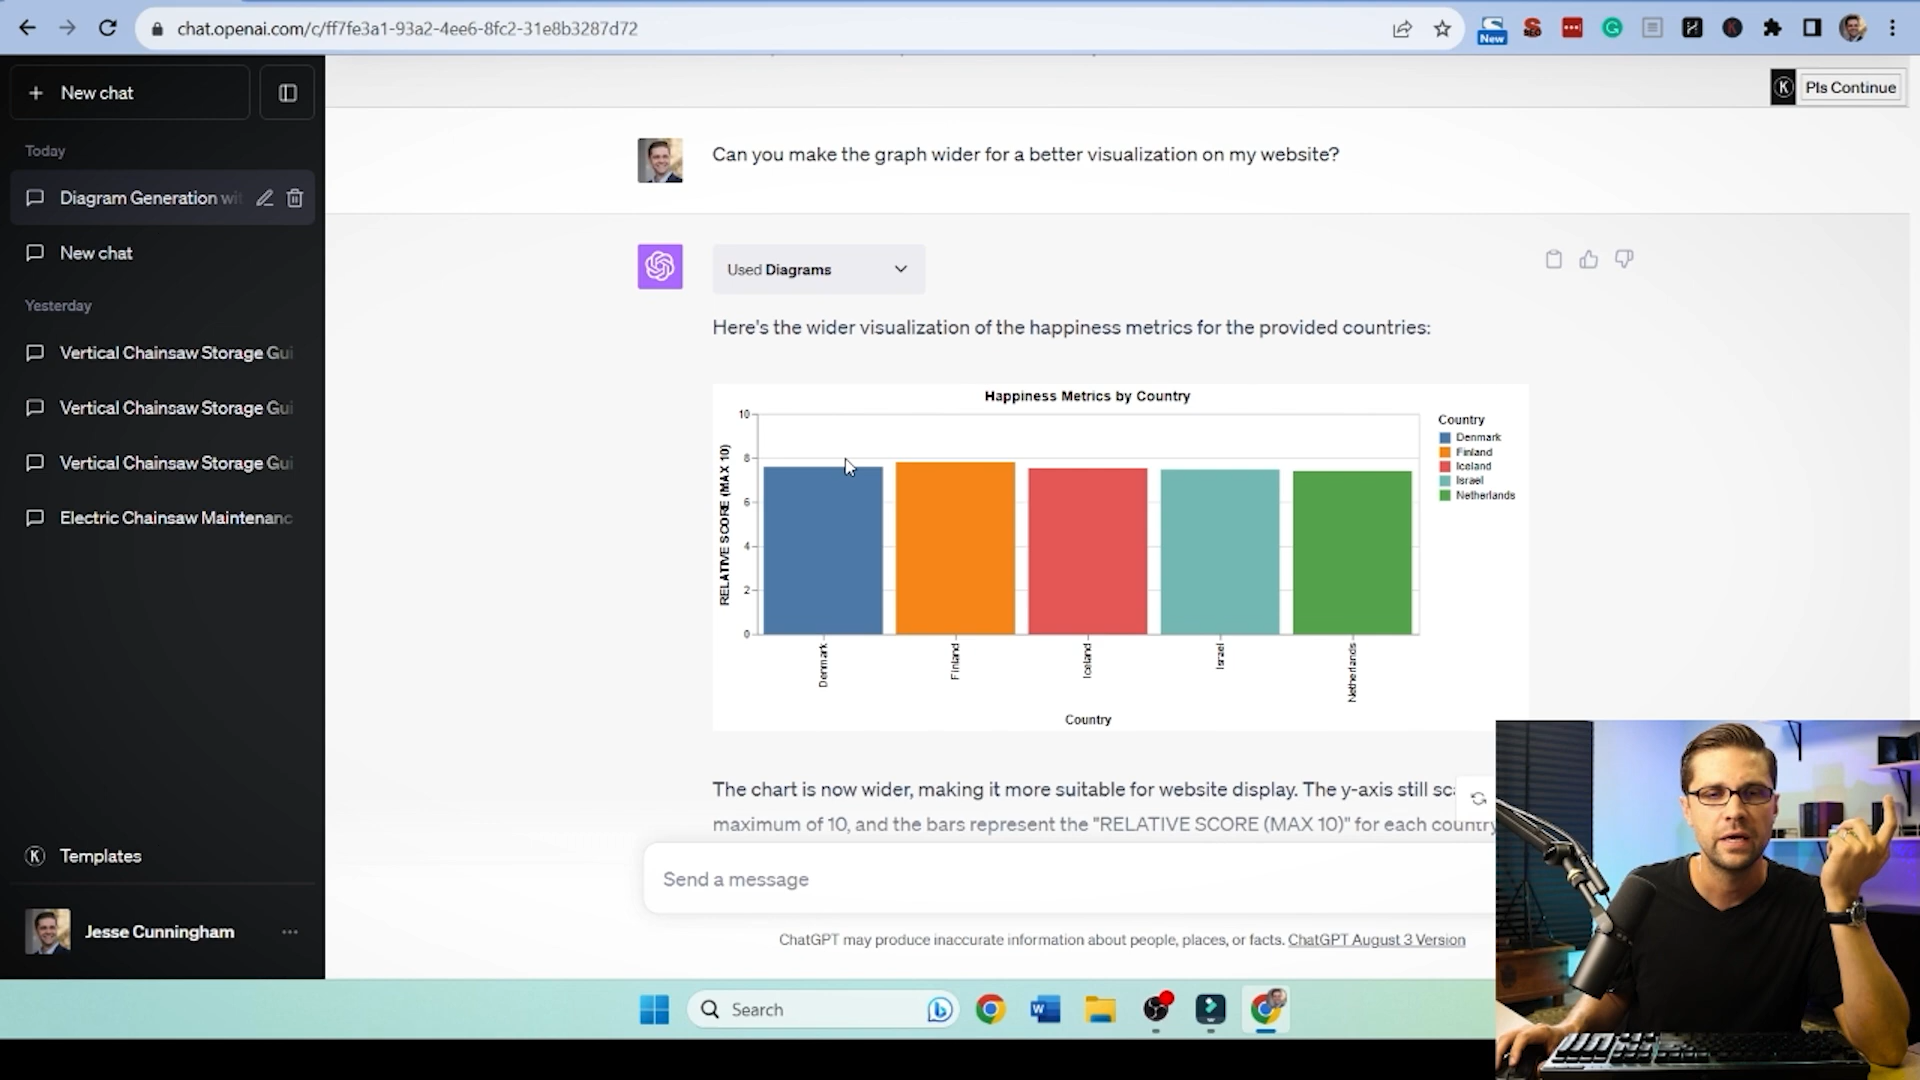 chat.openai.com/c/ff7fe3a1-93a2-4ee6-8fc2-31e8b3287d72
New
SEO
New chat
Pls Continue
Today
Diagram Generation wit
New chat
Yesterday
Vertical Chainsaw Storage Gui
Vertical Chainsaw Storage Gui
Vertical Chainsaw Storage Gui
Electric Chainsaw Maintenanc
Templates
Jesse Cunningham
Can you make the graph wider for a better visualization on my website?
Used Diagrams
Here's the wider visualization of the happiness metrics for the provided countries:
Happiness Metrics by Country
RELATIVE SCORE (MAX 10)
10
8
6
4
2
0
Denmark
Finland
Iceland
Israel
Netherlands
Country
Country
Denmark
Finland
Iceland
Israel
Netherlands
The chart is now wider, making it more suitable for website display. The y-axis still sc
maximum of 10, and the bars represent the "RELATIVE SCORE (MAX 10)" for each country
Send a message
ChatGPT may produce inaccurate information about people, places, or facts. ChatGPT August 3 Version
Search